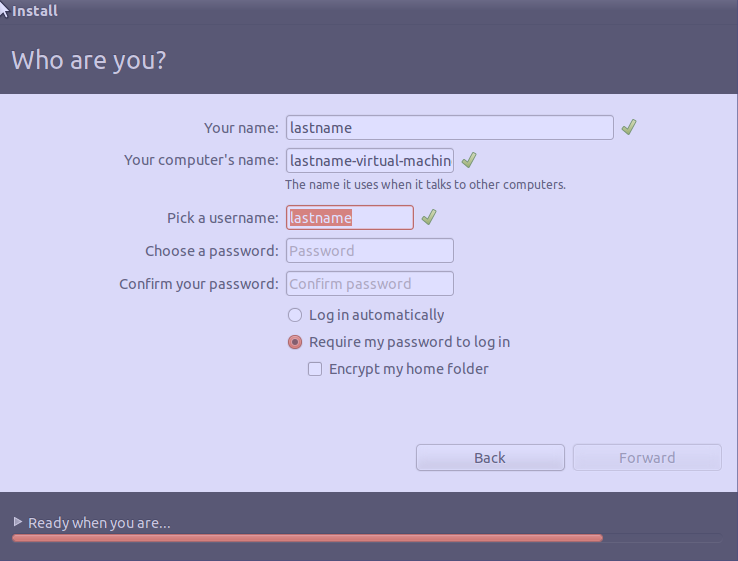 Install
Who are you?
Your name: lastname
Your computer's name: lastname-virtual-machin
The name it uses when it talks to other computers.
Pick a username: lastname
Choose a password: Password
Confirm your password: Confirm password
Log in automatically
Require my password to log in
Encrypt my home folder
Back Forward
Ready when you are...